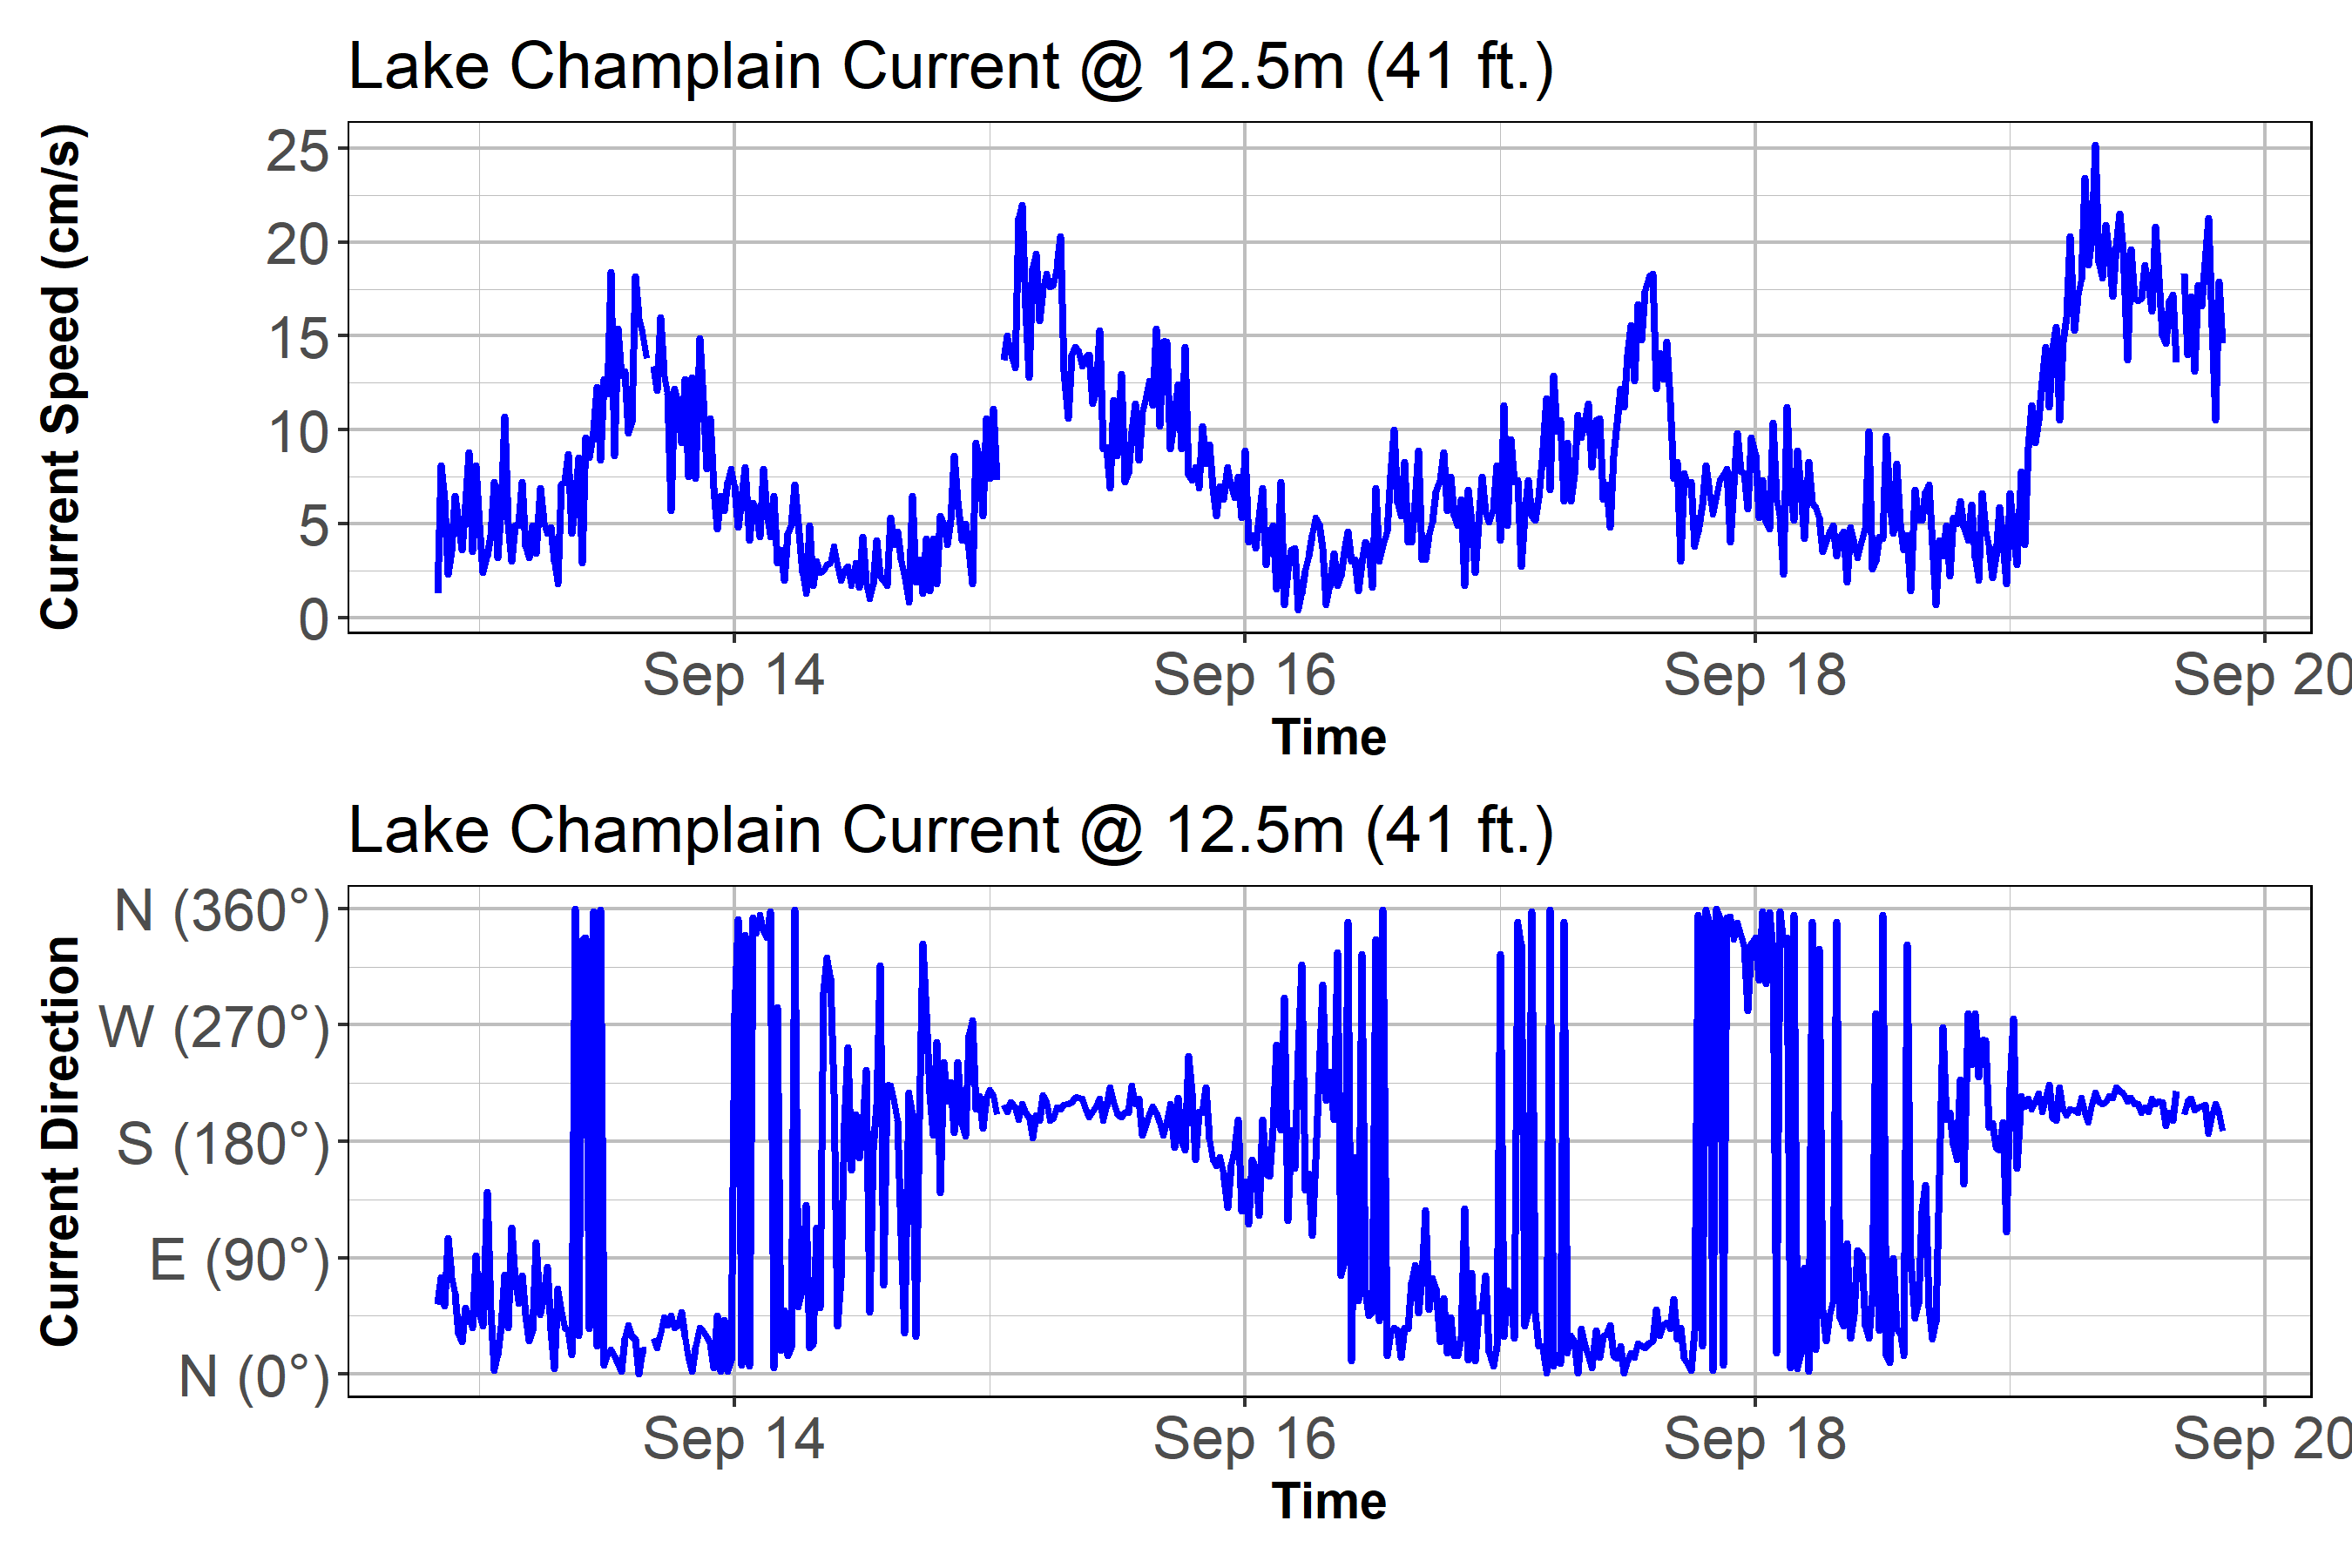 Lake Champlain Current @ 12.5m (41 ft.)
Current Speed (cm/s)
25
20
15
10
5
0
Sep 14 Sep 16 Sep 18 Sep 20
Time
Lake Champlain Current @ 12.5m (41 ft.)
Current Direction
N (360°)
W (270°)
S (180°)
E (90°)
N (0°)
Sep 14 Sep 16 Sep 18 Sep 20
Time